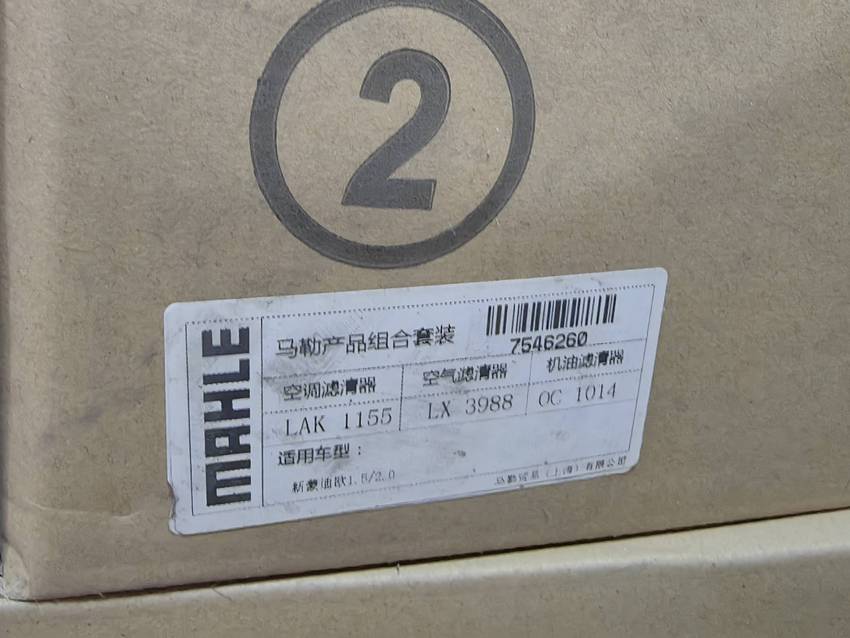 2
MAHLE
马勒产品组合套装
7546260
空调滤清器 空气滤清器 机油滤清器
LAK 1155 LX 3988 OC 1014
适用车型：
新蒙迪欧1.5/2.0
马勒贸易（上海）有限公司